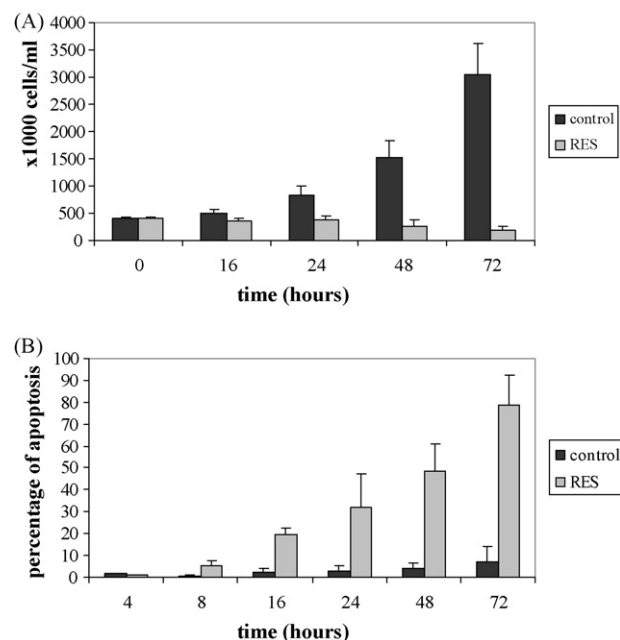 (A)
4000
3500
3000
2500
2000
1500
1000
500
0
x1000 cells/ml
0 16 24 48 72
time (hours)
control
RES
(B)
100
90
80
70
60
50
40
30
20
10
0
percentage of apoptosis
4 8 16 24 48 72
time (hours)
control
RES